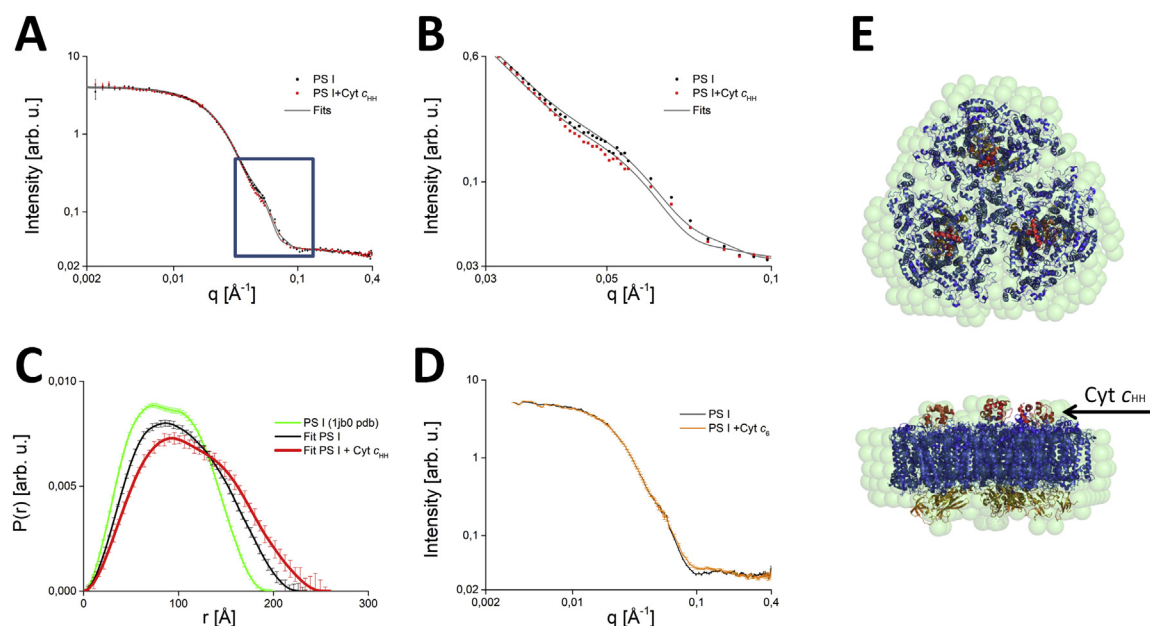 A
Intensity [arb. u.]
50
10
1
0,1
0,02
0,002
0,01
0,1
0,4
q [Å⁻¹]
PS I
PS I+Cyt cHH
Fits
B
Intensity [arb. u.]
0,6
0,1
0,03
0,03
0,05
0,1
q [Å⁻¹]
PS I
PS I+Cyt cHH
Fits
E
Cyt cHH
C
P(r) [arb. u.]
0,010
0,005
0,000
0
100
200
300
r [Å]
PS I (1jb0 pdb)
Fit PS I
Fit PS I + Cyt cHH
D
Intensity [arb. u.]
50
10
1
0,1
0,02
0,002
0,01
0,1
0,4
q [Å⁻¹]
PS I
PS I +Cyt c₆